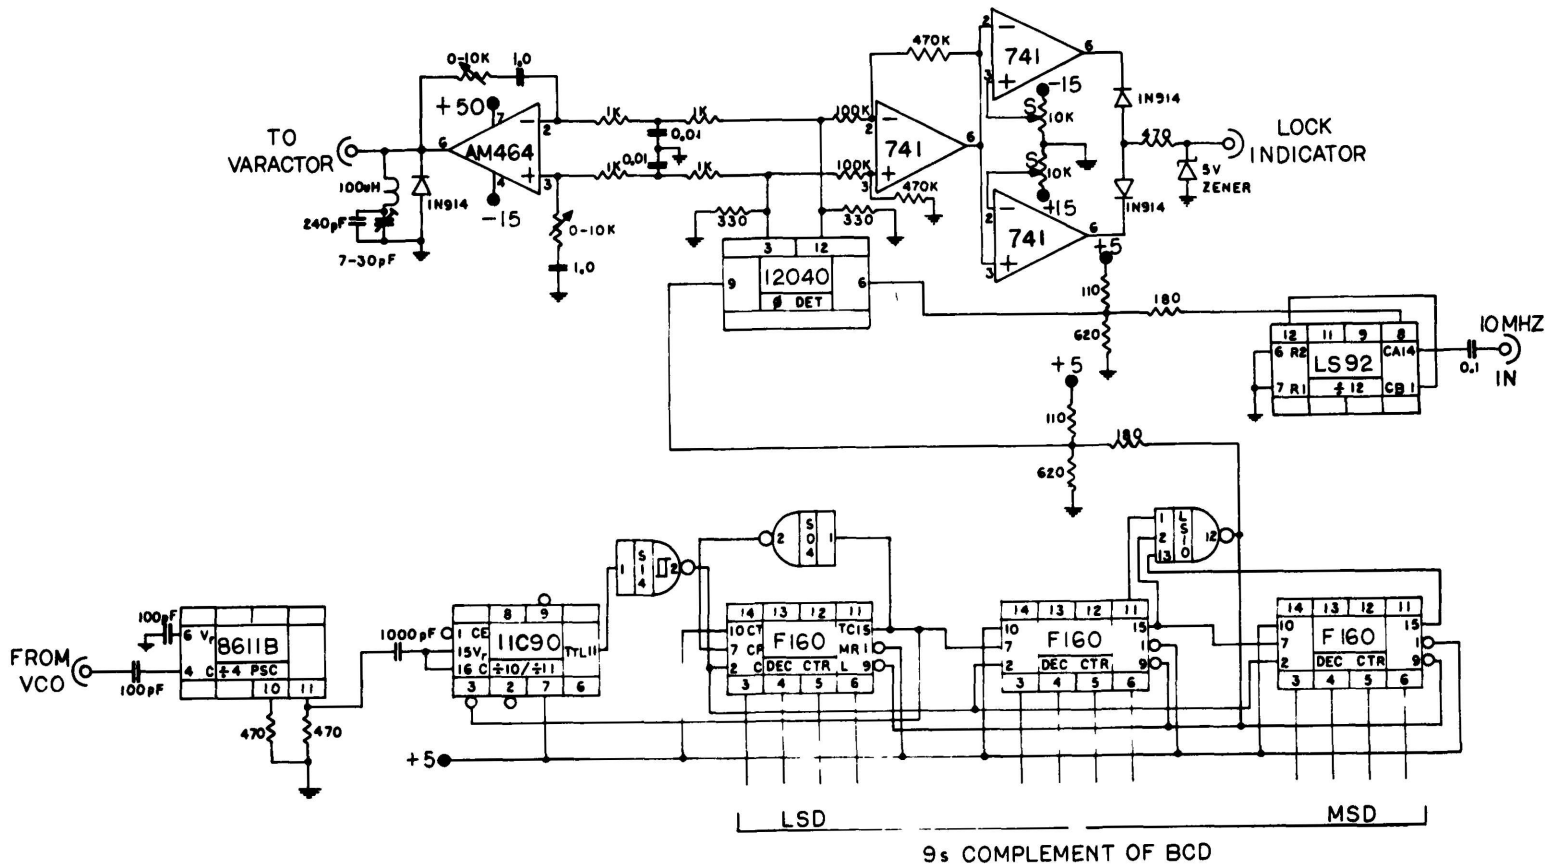 0-10K
1.0
+50
7
6
AM464
2
3
4
-15
TO
VARACTOR
100uH
240pF
7-30pF
1N914
0-10K
1.0
1K
1K
0.01
0.01
1K
1K
100K
100K
470K
470K
330
330
2
3
6
741
2
3
6
741
2
3
6
741
-15
S
10K
S
10K
+15
1N914
1N914
470
5V
ZENER
LOCK
INDICATOR
3
12
9
12040
6
ø DET
+5
110
620
180
+5
110
620
180
12
11
9
8
6 R2
CA14
LS92
7 R1
÷12
CB 1
0.1
10MHZ
IN
FROM
VCO
100pF
100pF
6 Vr
8611B
4 C
÷4 PSC
10
11
470
470
1000pF
8
9
1 CE
15Vr
11C90
TTL11
16 C
÷10/÷11
3
2
7
6
1
S14
2
2
S04
1
14
13
12
11
10 CT
TC15
7 CP
F160
MR1
2 C
DEC CTR
L 9
3
4
5
6
14
13
12
11
10
15
7
F160
1
2
DEC CTR
9
3
4
5
6
1
2
13
LS10
12
14
13
12
11
10
15
7
F160
1
2
DEC CTR
9
3
4
5
6
+5
LSD
MSD
9s COMPLEMENT OF BCD